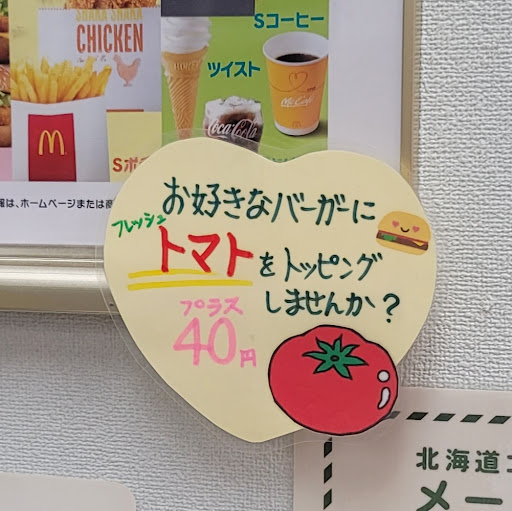 SHAKA SHAKA
CHICKEN
Sコーヒー
ツイスト
McCafé
Coca-Cola
Sポ
報は、ホームページまたは
お好きなバーガーに
フレッシュ
トマトをトッピング
しませんか?
プラス
40円
北海道
メー